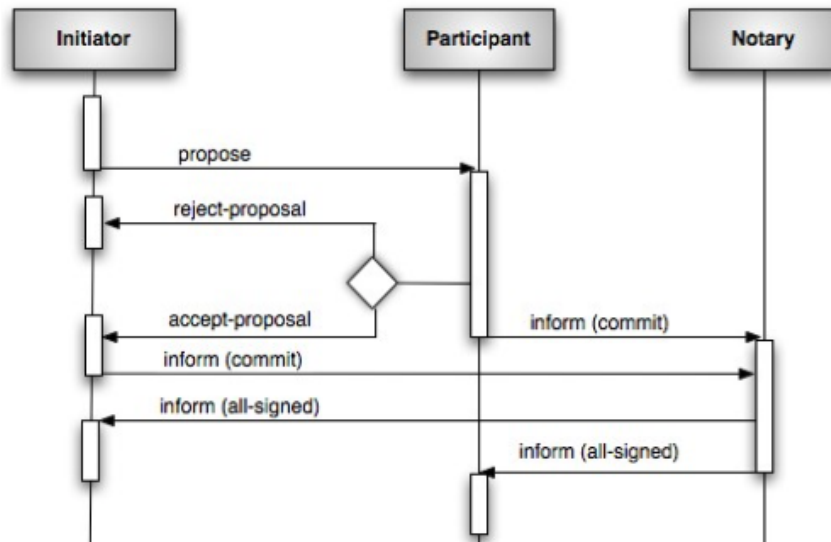 Initiator
Participant
Notary
propose
reject-proposal
accept-proposal
inform (commit)
inform (commit)
inform (all-signed)
inform (all-signed)